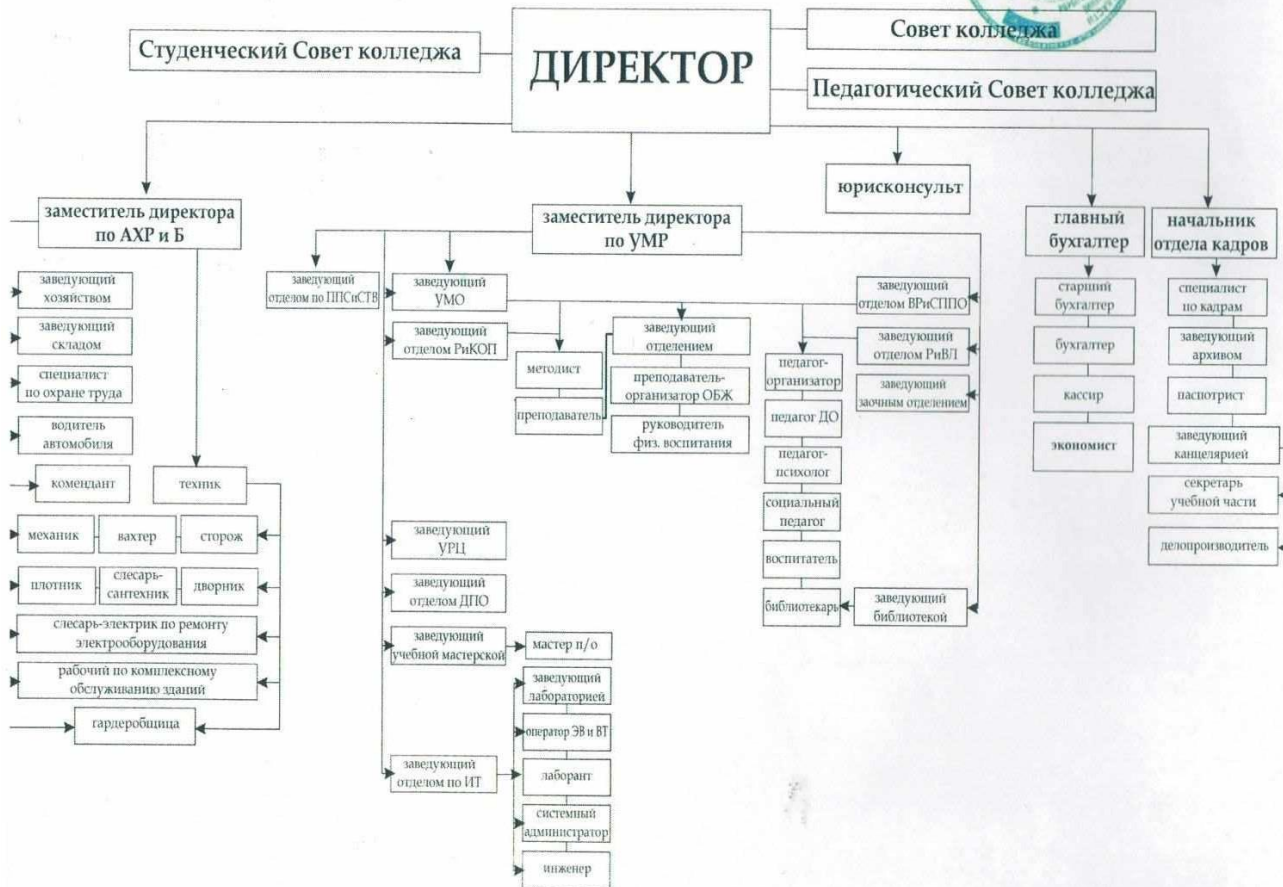 Студенческий Совет колледжа
ДИРЕКТОР
Совет колледжа
Педагогический Совет колледжа
заместитель директора
по АХР и Б
заместитель директора
по УМР
юрисконсульт
главный
бухгалтер
начальник
отдела кадров
заведующий
хозяйством
заведующий
складом
специалист
по охране труда
водитель
автомобиля
комендант
техник
механик
вахтер
сторож
плотник
слесарь-
сантехник
дворник
слесарь-электрик по ремонту
электрооборудования
рабочий по комплексному
обслуживанию зданий
гардеробщица
заведующий
отделом по ППСиСТВ
заведующий
УМО
заведующий
отделом РиКОП
методист
преподаватель
заведующий
отделением
преподаватель-
организатор ОБЖ
руководитель
физ. воспитания
педагог-
организатор
педагог ДО
педагог-
психолог
социальный
педагог
воспитатель
библиотекарь
заведующий
отделом ВРиСППО
заведующий
отделом РиВЛ
заведующий
заочным отделением
заведующий
библиотекой
заведующий
УРЦ
заведующий
отделом ДПО
заведующий
учебной мастерской
мастер п/о
заведующий
отделом по ИТ
заведующий
лабораторией
оператор ЭВ и ВТ
лаборант
системный
администратор
инженер
старший
бухгалтер
бухгалтер
кассир
экономист
специалист
по кадрам
заведующий
архивом
паспотрист
заведующий
канцелярией
секретарь
учебной части
делопроизводитель